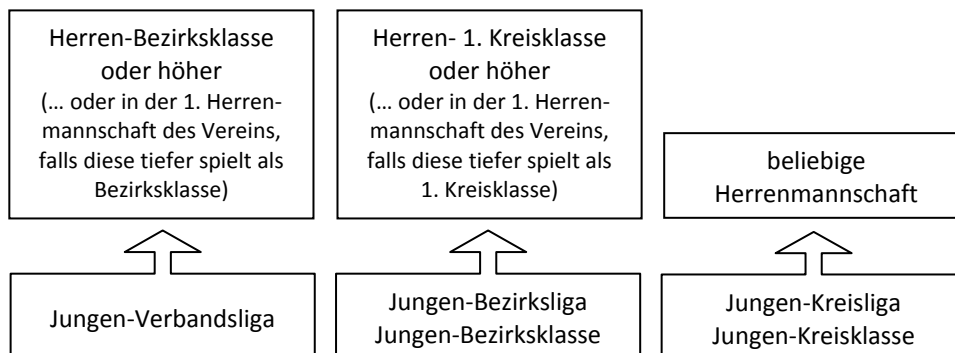 Herren-Bezirksklasse
oder höher
(… oder in der 1. Herren-
mannschaft des Vereins,
falls diese tiefer spielt als
Bezirksklasse)
Herren- 1. Kreisklasse
oder höher
(… oder in der 1. Herren-
mannschaft des Vereins,
falls diese tiefer spielt als
1. Kreisklasse)
beliebige
Herrenmannschaft
Jungen-Verbandsliga
Jungen-Bezirksliga
Jungen-Bezirksklasse
Jungen-Kreisliga
Jungen-Kreisklasse